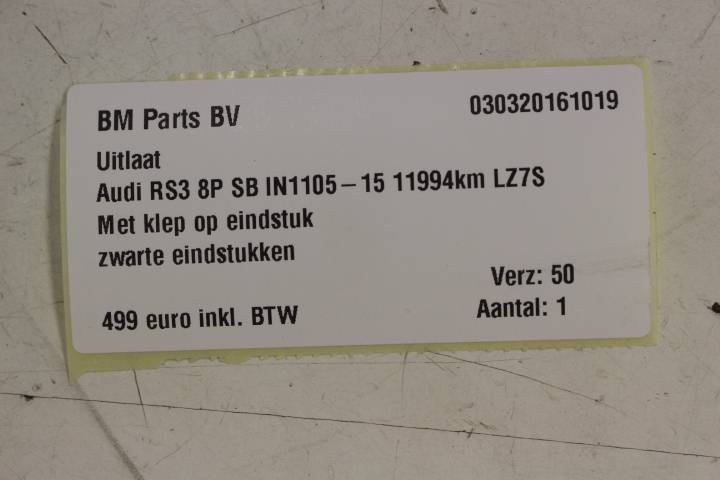 BM Parts BV
030320161019
Uitlaat
Audi RS3 8P SB IN1105-15 11994km LZ7S
Met klep op eindstuk
zwarte eindstukken
Verz: 50
499 euro inkl. BTW
Aantal: 1